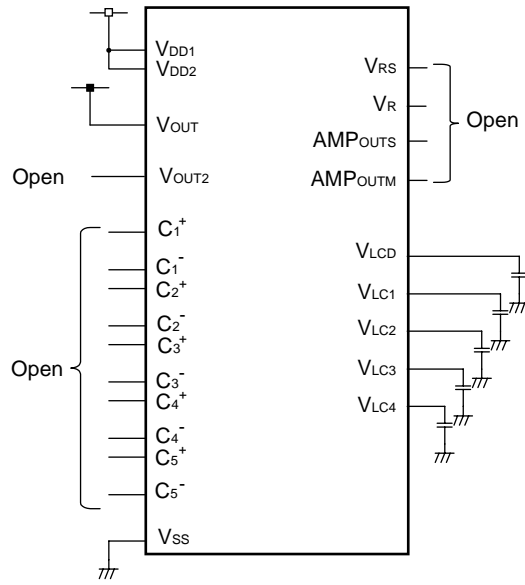 VDD1
VDD2
VOUT
Open
VOUT2
C1+
C1-
C2+
C2-
C3+
Open
C3-
C4+
C4-
C5+
C5-
VSS
VRS
VR
Open
AMPOUTS
AMPOUTM
VLCD
VLC1
VLC2
VLC3
VLC4